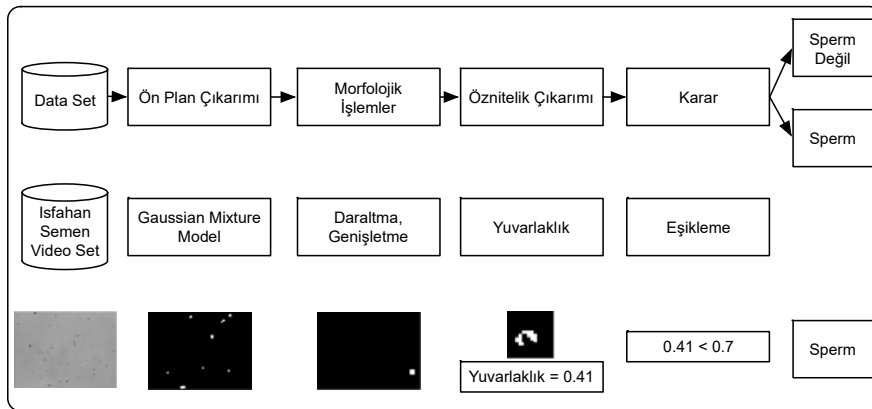 Data Set
Ön Plan Çıkarımı
Morfolojik
İşlemler
Öznitelik Çıkarımı
Karar
Sperm
Değil
Sperm
Isfahan
Semen
Video Set
Gaussian Mixture
Model
Daraltma,
Genişletme
Yuvarlaklık
Eşikleme
Yuvarlaklık = 0.41
0.41 < 0.7
Sperm